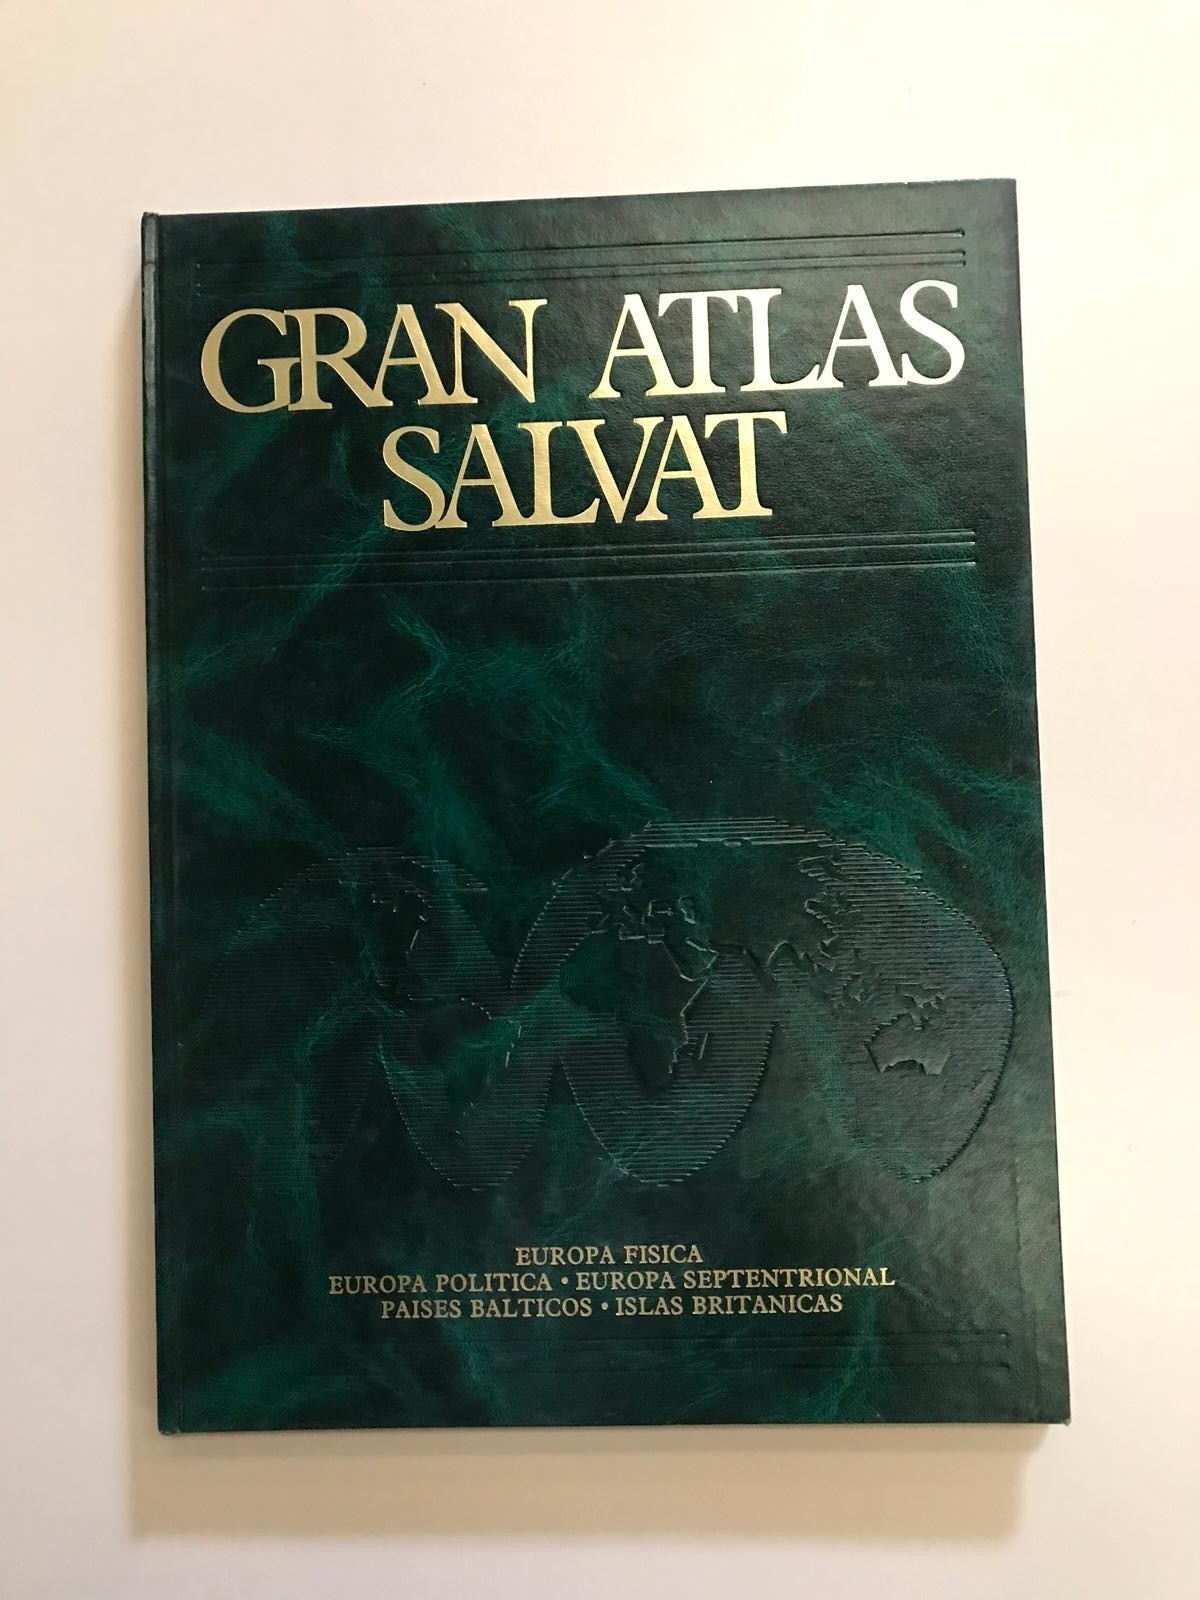 GRAN ATLAS
SALVAT
EUROPA FISICA
EUROPA POLITICA • EUROPA SEPTENTRIONAL
PAISES BALTICOS • ISLAS BRITANICAS